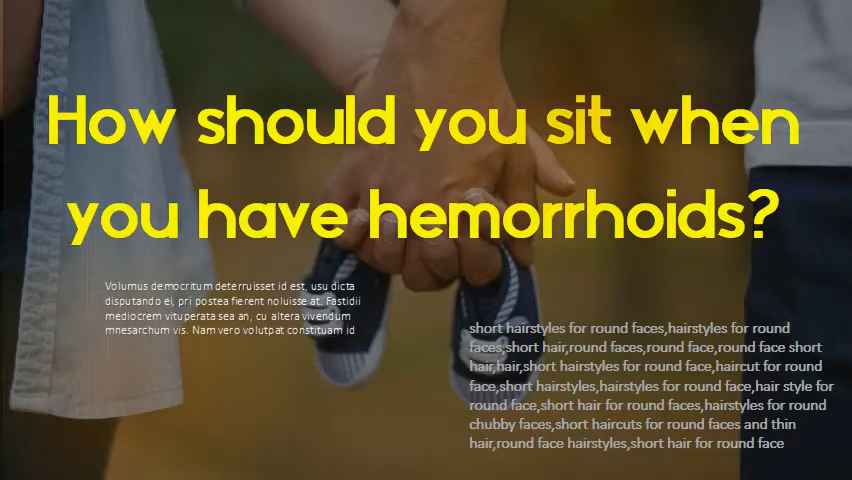 How should you sit when
you have hemorrhoids?
Volumus democritum deterruisset id est, usu dicta
disputando ei, pri postea fierent noluisse at. Fastidii
mediocrem vituperata sea an, cu altera vivendum
mnesarchum vis. Nam vero volutpat constituam id
short hairstyles for round faces,hairstyles for round
faces,short hair,round faces,round face,round face short
hair,hair,short hairstyles for round face,haircut for round
face,short hairstyles,hairstyles for round face,hair style for
round face,short hair for round faces,hairstyles for round
chubby faces,short haircuts for round faces and thin
hair,round face hairstyles,short hair for round face